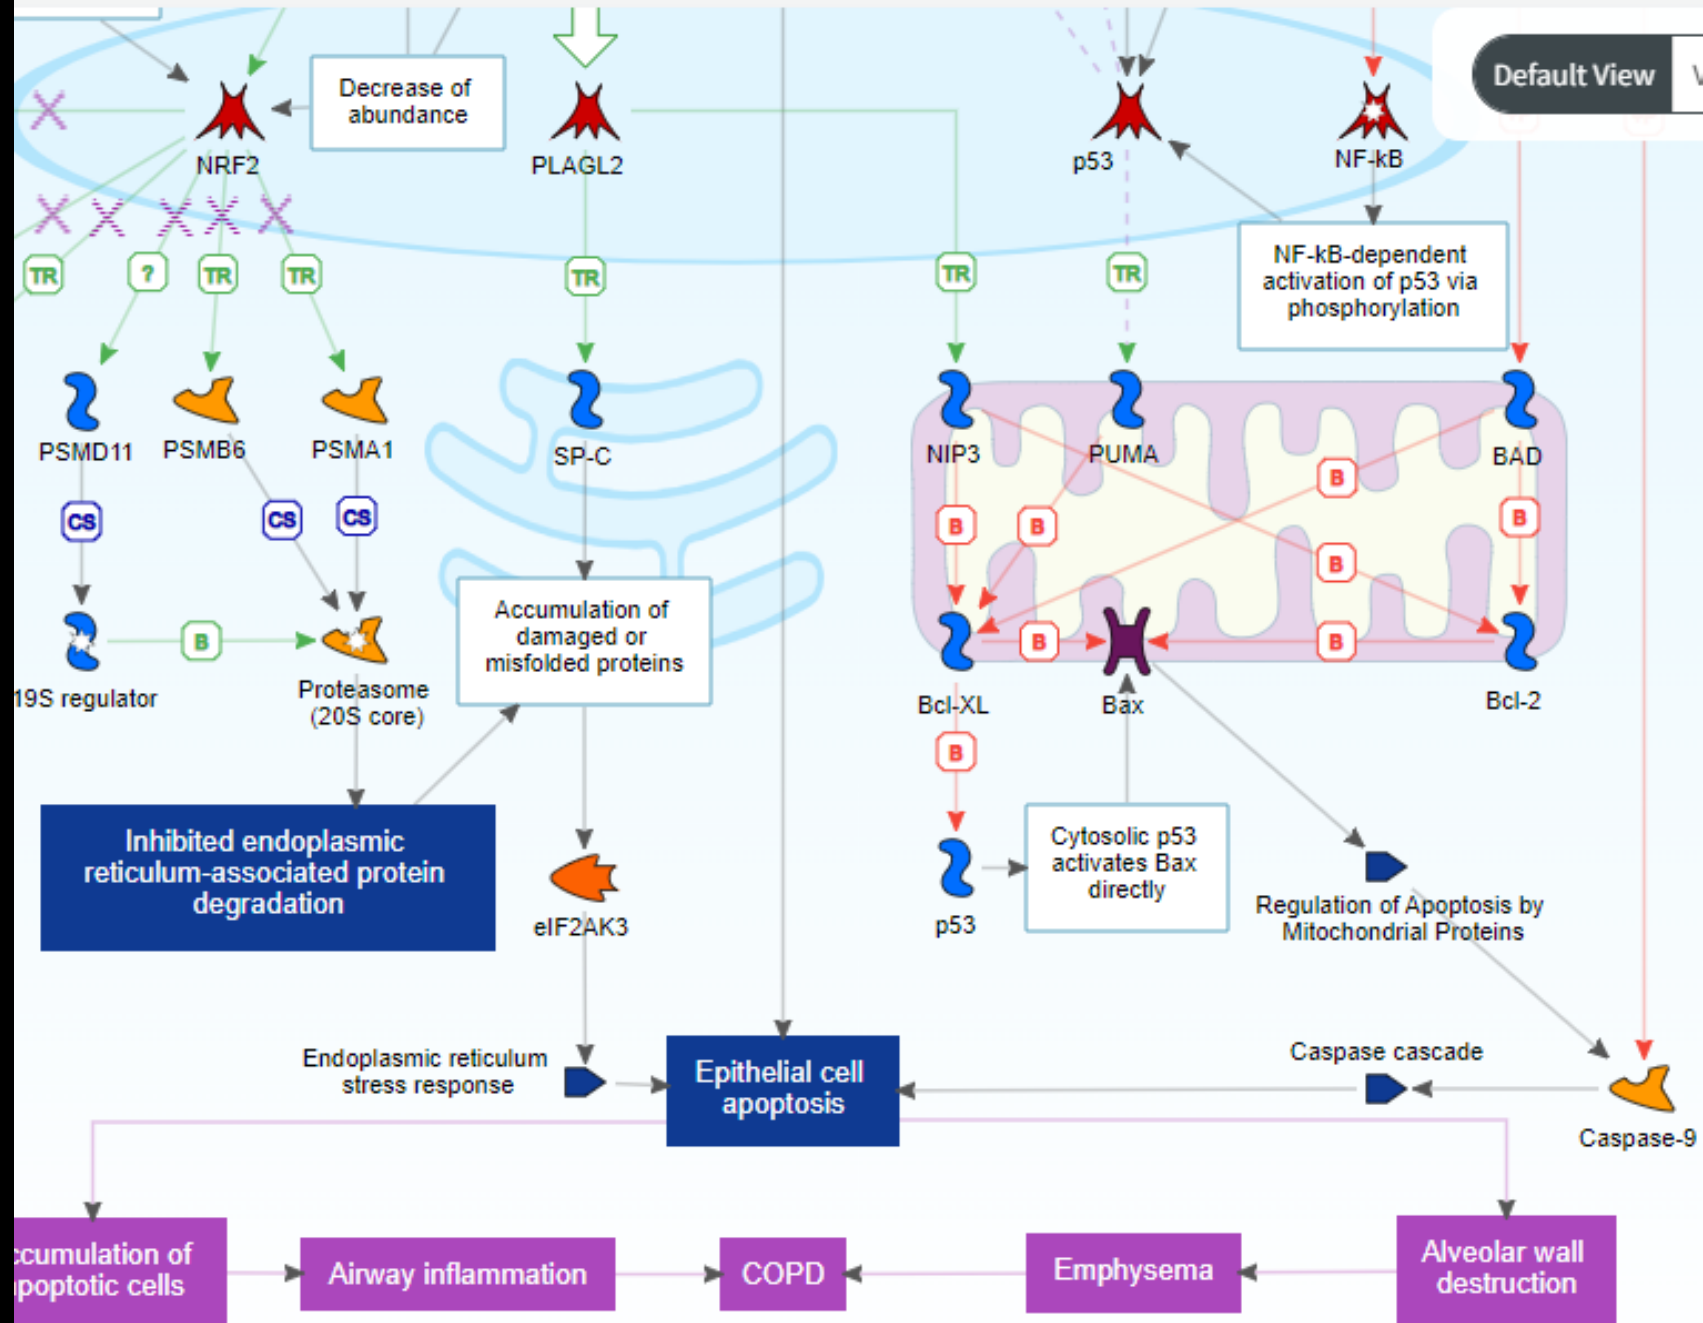 Default View
Decrease of
abundance
NRF2
PLAGL2
p53
NF-kB
NF-kB-dependent
activation of p53 via
phosphorylation
TR
?
TR
TR
TR
TR
TR
PSMD11
PSMB6
PSMA1
SP-C
NIP3
PUMA
BAD
B
CS
CS
CS
B
B
B
B
Accumulation of
damaged or
misfolded proteins
B
B
B
19S regulator
Proteasome
(20S core)
Bcl-XL
Bax
Bcl-2
B
Inhibited endoplasmic
reticulum-associated protein
degradation
eIF2AK3
p53
Cytosolic p53
activates Bax
directly
Regulation of Apoptosis by
Mitochondrial Proteins
Endoplasmic reticulum
stress response
Epithelial cell
apoptosis
Caspase cascade
Caspase-9
ccumulation of
poptotic cells
Airway inflammation
COPD
Emphysema
Alveolar wall
destruction